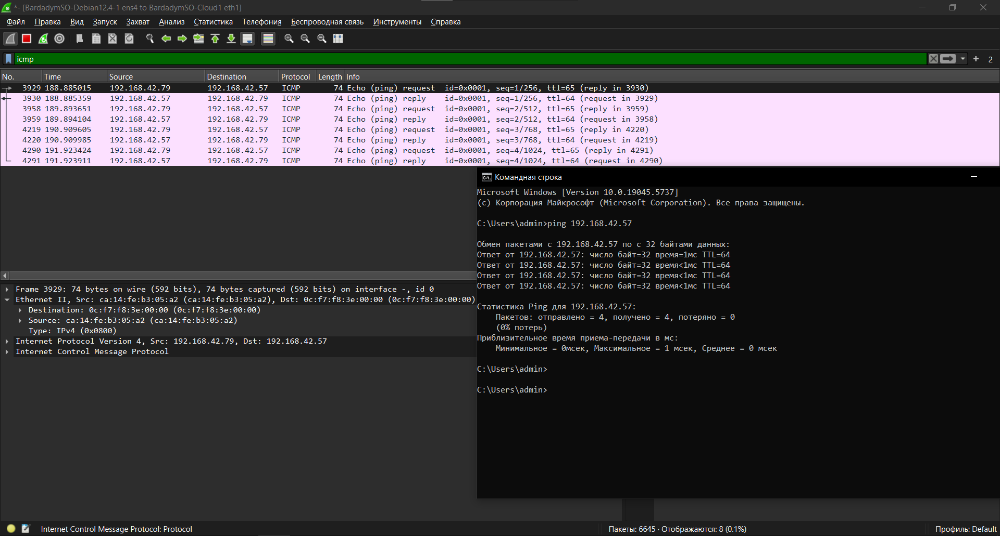 *- [BardadymSO-Debian12.4-1 ens4 to BardadymSO-Cloud1 eth1]
Файл Правка Вид Запуск Захват Анализ Статистика Телефония Беспроводная связь Инструменты Справка
icmp
2
No. Time Source Destination Protocol Length Info
3929 188.885015 192.168.42.79 192.168.42.57 ICMP 74 Echo (ping) request id=0x0001, seq=1/256, ttl=65 (reply in 3930)
3930 188.885359 192.168.42.57 192.168.42.79 ICMP 74 Echo (ping) reply id=0x0001, seq=1/256, ttl=64 (request in 3929)
3958 189.893651 192.168.42.79 192.168.42.57 ICMP 74 Echo (ping) request id=0x0001, seq=2/512, ttl=65 (reply in 3959)
3959 189.894104 192.168.42.57 192.168.42.79 ICMP 74 Echo (ping) reply id=0x0001, seq=2/512, ttl=64 (request in 3958)
4219 190.909605 192.168.42.79 192.168.42.57 ICMP 74 Echo (ping) request id=0x0001, seq=3/768, ttl=65 (reply in 4220)
4220 190.909985 192.168.42.57 192.168.42.79 ICMP 74 Echo (ping) reply id=0x0001, seq=3/768, ttl=64 (request in 4219)
4290 191.923424 192.168.42.79 192.168.42.57 ICMP 74 Echo (ping) request id=0x0001, seq=4/1024, ttl=65 (reply in 4291)
4291 191.923911 192.168.42.57 192.168.42.79 ICMP 74 Echo (ping) reply id=0x0001, seq=4/1024, ttl=64 (request in 4290)
Frame 3929: 74 bytes on wire (592 bits), 74 bytes captured (592 bits) on interface -, id 0
Ethernet II, Src: ca:14:fe:b3:05:a2 (ca:14:fe:b3:05:a2), Dst: 0c:f7:f8:3e:00:00 (0c:f7:f8:3e:00:00)
Destination: 0c:f7:f8:3e:00:00 (0c:f7:f8:3e:00:00)
Source: ca:14:fe:b3:05:a2 (ca:14:fe:b3:05:a2)
Type: IPv4 (0x0800)
Internet Protocol Version 4, Src: 192.168.42.79, Dst: 192.168.42.57
Internet Control Message Protocol
Командная строка
Microsoft Windows [Version 10.0.19045.5737]
(c) Корпорация Майкрософт (Microsoft Corporation). Все права защищены.
C:\Users\admin>ping 192.168.42.57
Обмен пакетами с 192.168.42.57 по с 32 байтами данных:
Ответ от 192.168.42.57: число байт=32 время=1мс TTL=64
Ответ от 192.168.42.57: число байт=32 время<1мс TTL=64
Ответ от 192.168.42.57: число байт=32 время<1мс TTL=64
Ответ от 192.168.42.57: число байт=32 время<1мс TTL=64
Статистика Ping для 192.168.42.57:
Пакетов: отправлено = 4, получено = 4, потеряно = 0
(0% потерь)
Приблизительное время приема-передачи в мс:
Минимальное = 0мсек, Максимальное = 1 мсек, Среднее = 0 мсек
C:\Users\admin>
C:\Users\admin>
Internet Control Message Protocol: Protocol
Пакеты: 6645 · Отображаются: 8 (0.1%)
Профиль: Default